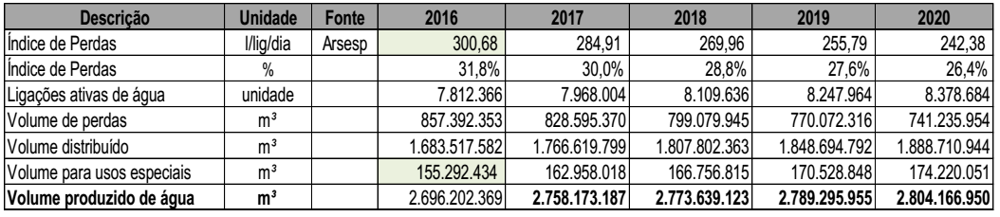 Descrição Unidade Fonte 2016 2017 2018 2019 2020
Índice de Perdas l/lig/dia Arsesp 300,68 284,91 269,96 255,79 242,38
Índice de Perdas % 31,8% 30,0% 28,8% 27,6% 26,4%
Ligações ativas de água unidade 7.812.366 7.968.004 8.109.636 8.247.964 8.378.684
Volume de perdas m³ 857.392.353 828.595.370 799.079.945 770.072.316 741.235.954
Volume distribuído m³ 1.683.517.582 1.766.619.799 1.807.802.363 1.848.694.792 1.888.710.944
Volume para usos especiais m³ 155.292.434 162.958.018 166.756.815 170.528.848 174.220.051
Volume produzido de água m³ 2.696.202.369 2.758.173.187 2.773.639.123 2.789.295.955 2.804.166.950